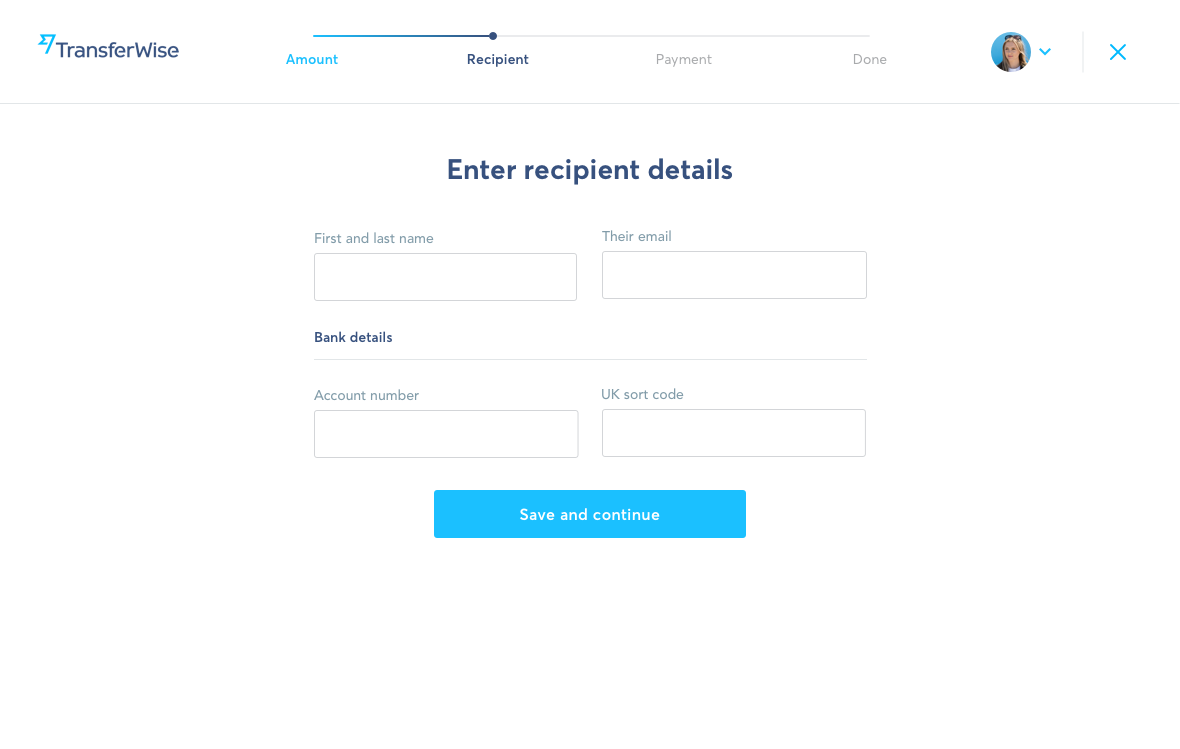 TransferWise
Amount
Recipient
Payment
Done
Enter recipient details
First and last name
Their email
Bank details
Account number
UK sort code
Save and continue